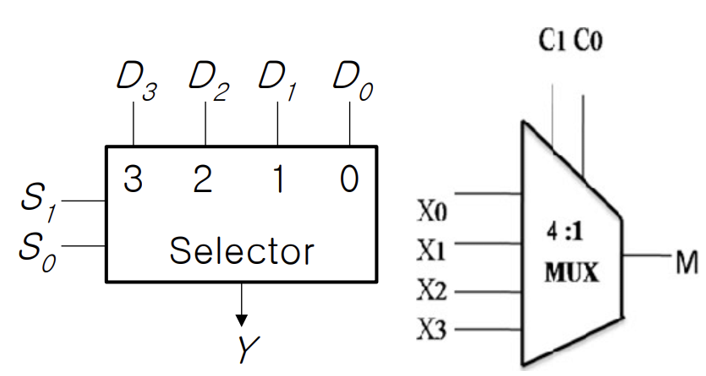 D3 D2 D1 D0
3 2 1 0
S1
S0
Selector
Y
C1 C0
X0
X1
X2
X3
4 :1
MUX
M